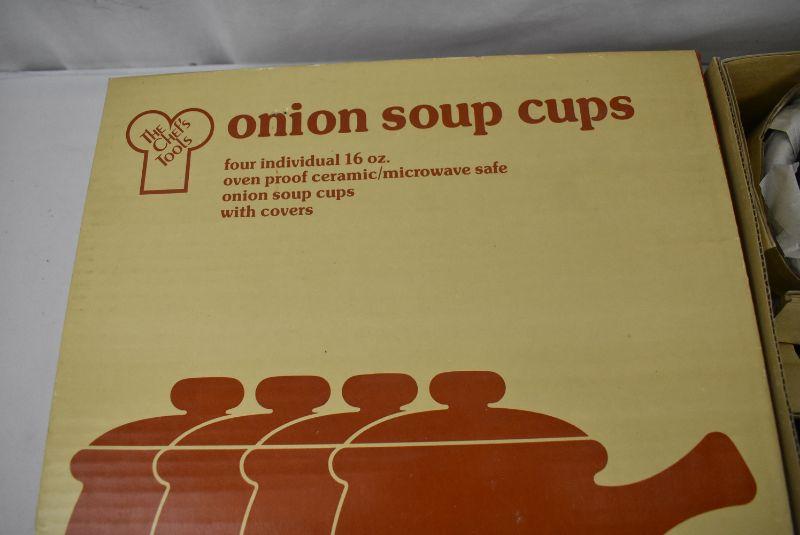 The
Chef's
Tools
onion soup cups
four individual 16 oz.
oven proof ceramic/microwave safe
onion soup cups
with covers